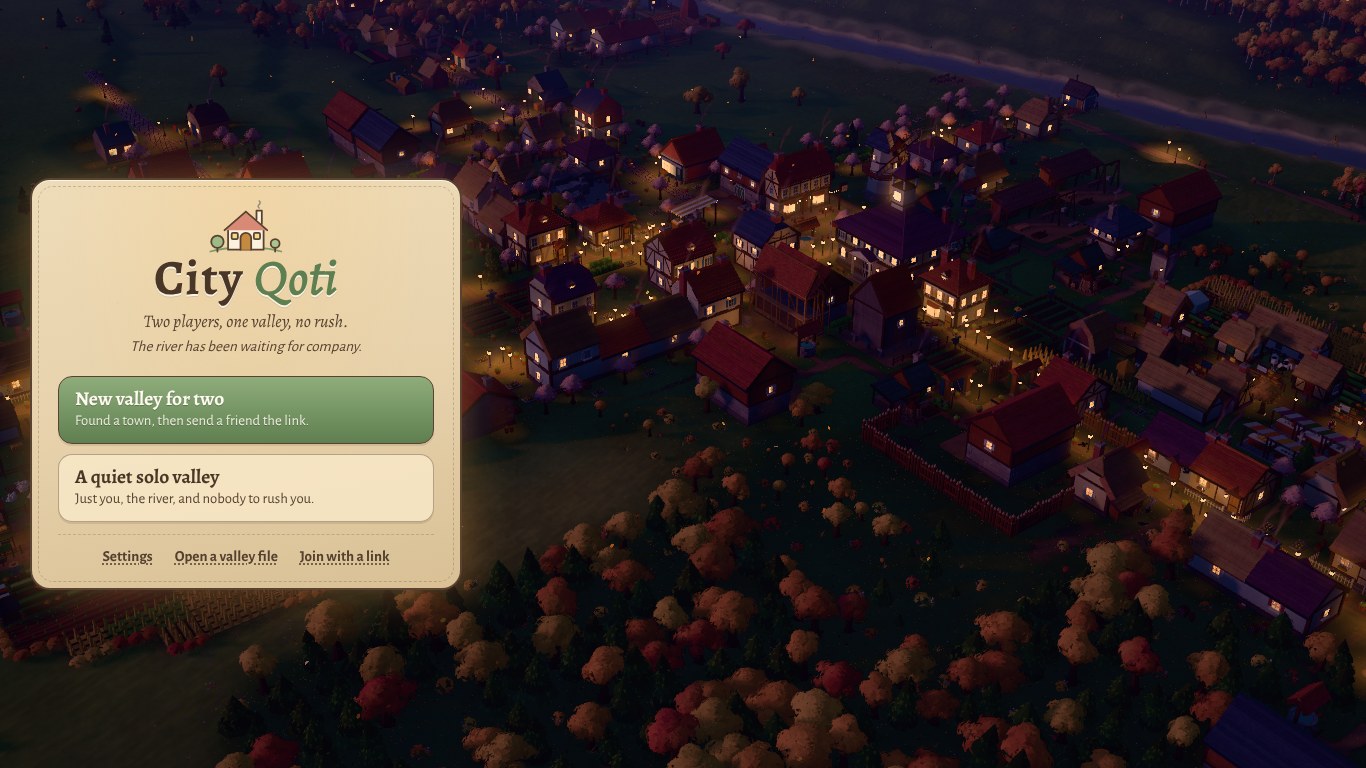 City Qoti
Two players, one valley, no rush.
The river has been waiting for company.
New valley for two
Found a town, then send a friend the link.
A quiet solo valley
Just you, the river, and nobody to rush you.
Settings Open a valley file Join with a link